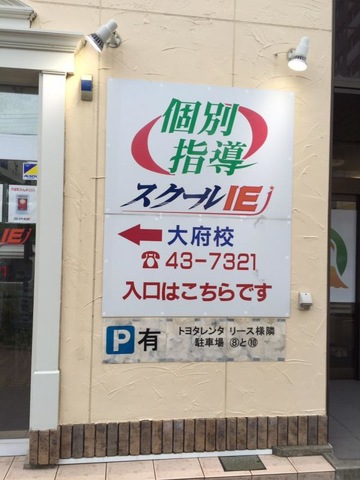 個別
指導
スクールIE
大府校
☎43-7321
入口はこちらです
P有
トヨタレンタ リース様隣
駐車場 ⑧と⑩
IE